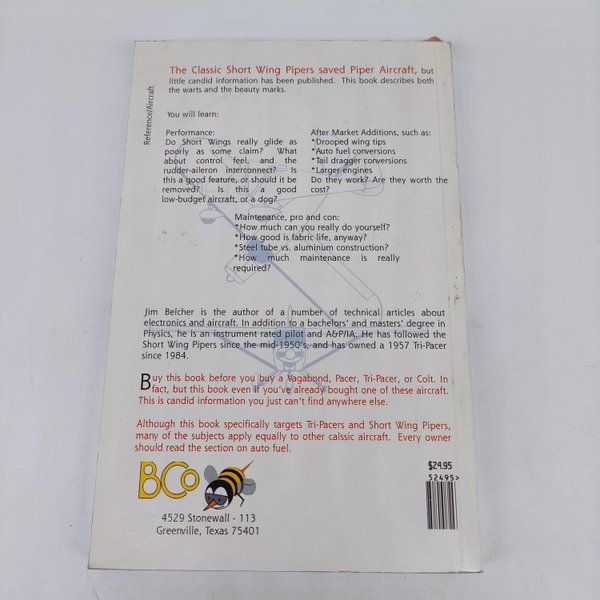 The Classic Short Wing Pipers saved Piper Aircraft, but
little candid information has been published. This book describes both
the warts and the beauty marks.
Reference/Aircraft
You will learn:
Performance:
Do Short Wings really glide as
poorly as some claim? What
about control feel, and the
rudder-aileron interconnect? Is
this a good feature, or should it be
removed? Is this a good
low-budget aircraft, or a dog?
After Market Additions, such as:
*Drooped wing tips
*Auto fuel conversions
*Tail dragger conversions
*Larger engines
Do they work? Are they worth the
cost?
Maintenance, pro and con:
*How much can you really do yourself?
*How good is fabric life, anyway?
*Steel tube vs. aluminum construction?
*How much maintenance is really
required?
Jim Belcher is the author of a number of technical articles about
electronics and aircraft. In addition to a bachelors' and masters' degree in
Physics, he is an instrument-rated pilot and A&P/IA. He has followed the
Short Wing Pipers since the mid-1950's, and has owned a 1957 Tri-Pacer
since 1984.
Buy this book before you buy a Vagabond, Pacer, Tri-Pacer, or Colt. In
fact, buy this book even if you've already bought one of these aircraft.
This is candid information you just can't find anywhere else.
Although this book specifically targets Tri-Pacers and Short Wing Pipers,
many of the subjects apply equally to other calssic aircraft. Every owner
should read the section on auto fuel.
BCo
4529 Stonewall - 113
Greenville, Texas 75401
$24.95
52495>